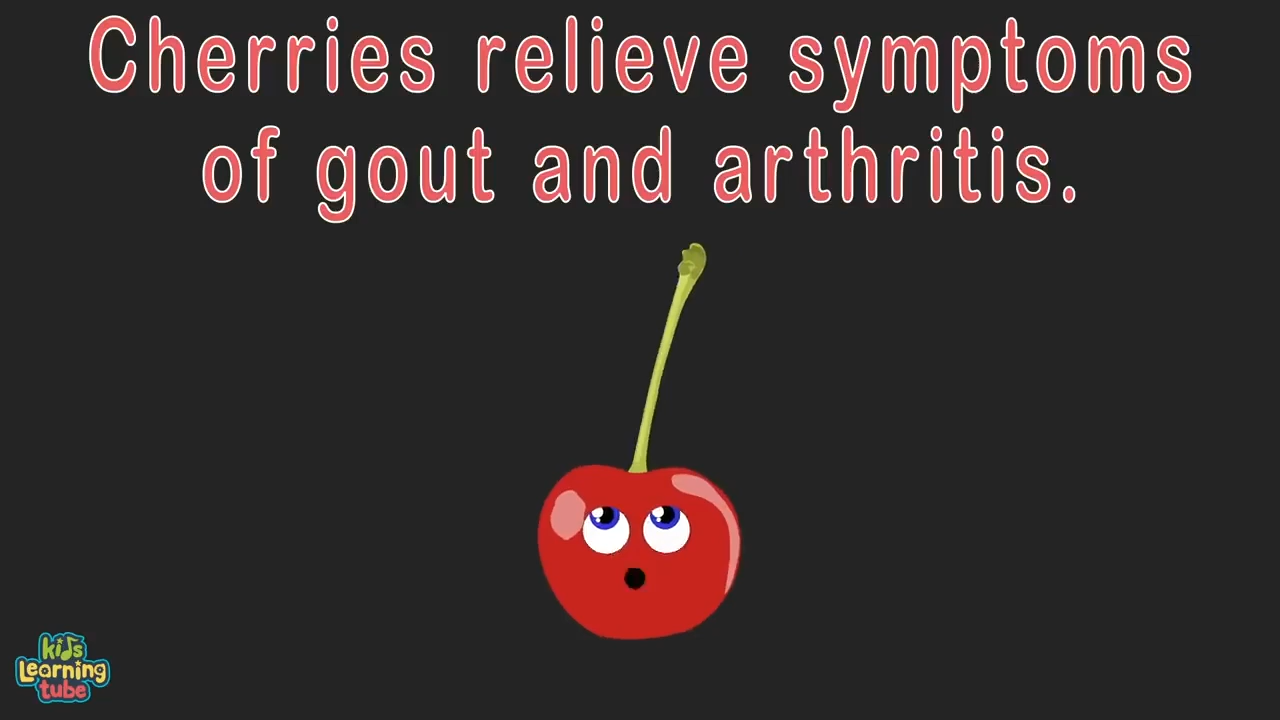 Cherries relieve symptoms
of gout and arthritis.
kids
Learning
tube